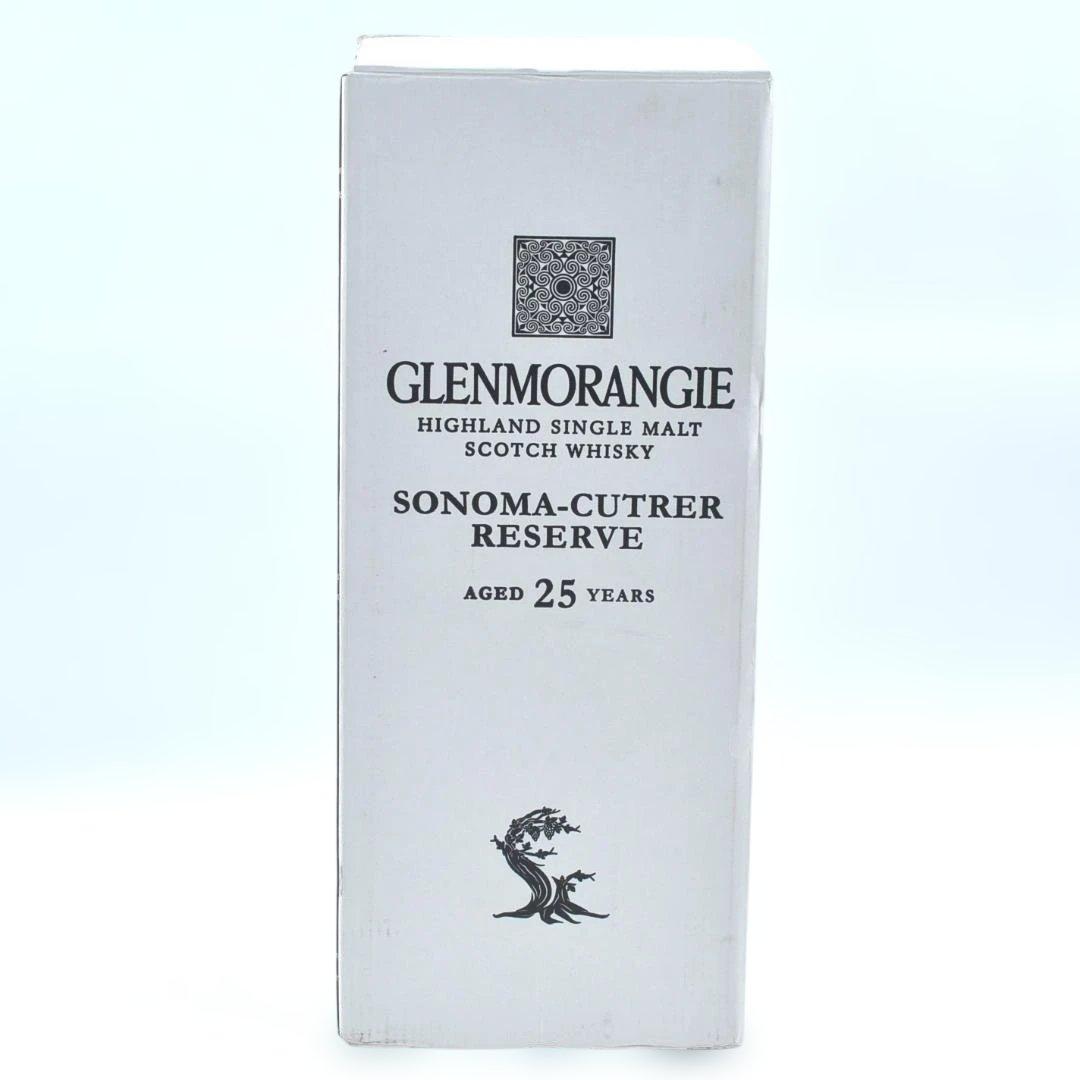 GLENMORANGIE
HIGHLAND SINGLE MALT
SCOTCH WHISKY
SONOMA-CUTRER
RESERVE
AGED 25 YEARS